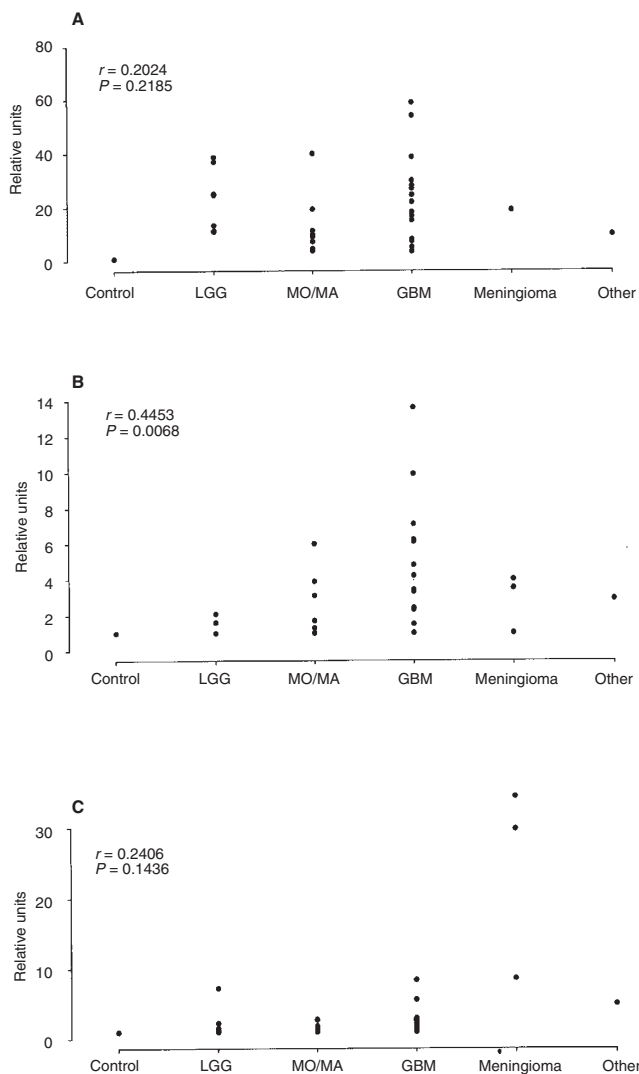 A
80
60
40
20
0
Relative units
r = 0.2024
P = 0.2185
Control LGG MO/MA GBM Meningioma Other
B
14
12
10
8
6
4
2
0
Relative units
r = 0.4453
P = 0.0068
Control LGG MO/MA GBM Meningioma Other
C
30
20
10
0
Relative units
r = 0.2406
P = 0.1436
Control LGG MO/MA GBM Meningioma Other